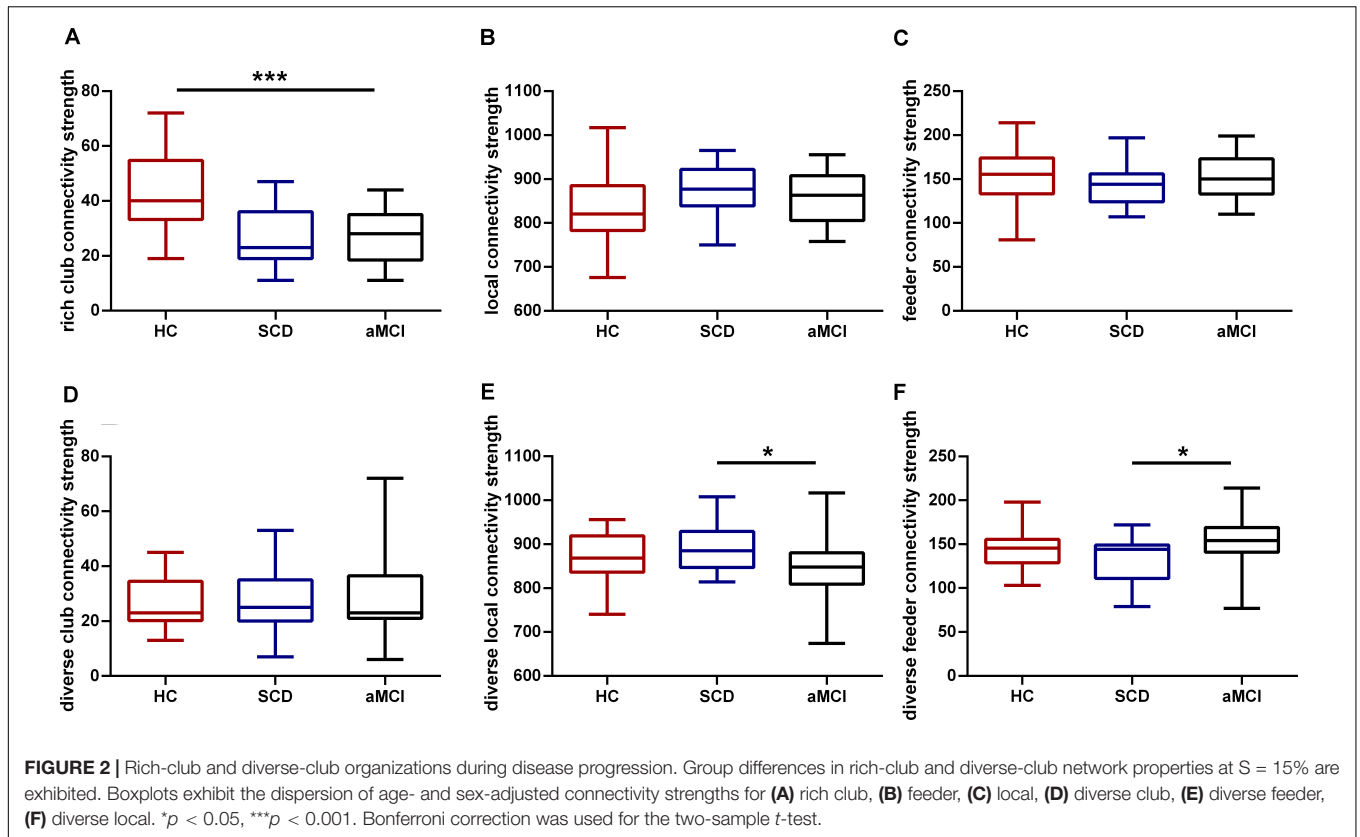 A
rich club connectivity strength
80
60
40
20
0
***
HC SCD aMCI
B
local connectivity strength
1100
1000
900
800
700
600
HC SCD aMCI
C
feeder connectivity strength
250
200
150
100
50
0
HC SCD aMCI
D
diverse club connectivity strength
80
60
40
20
0
HC SCD aMCI
E
diverse local connectivity strength
1100
1000
900
800
700
600
*
HC SCD aMCI
F
diverse feeder connectivity strength
250
200
150
100
50
0
*
HC SCD aMCI
FIGURE 2 | Rich-club and diverse-club organizations during disease progression. Group differences in rich-club and diverse-club network properties at S = 15% are
exhibited. Boxplots exhibit the dispersion of age- and sex-adjusted connectivity strengths for (A) rich club, (B) feeder, (C) local, (D) diverse club, (E) diverse feeder,
(F) diverse local. *p < 0.05, ***p < 0.001. Bonferroni correction was used for the two-sample t-test.